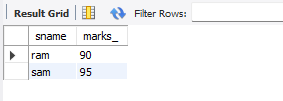 Result Grid Filter Rows:
sname marks_
ram 90
sam 95